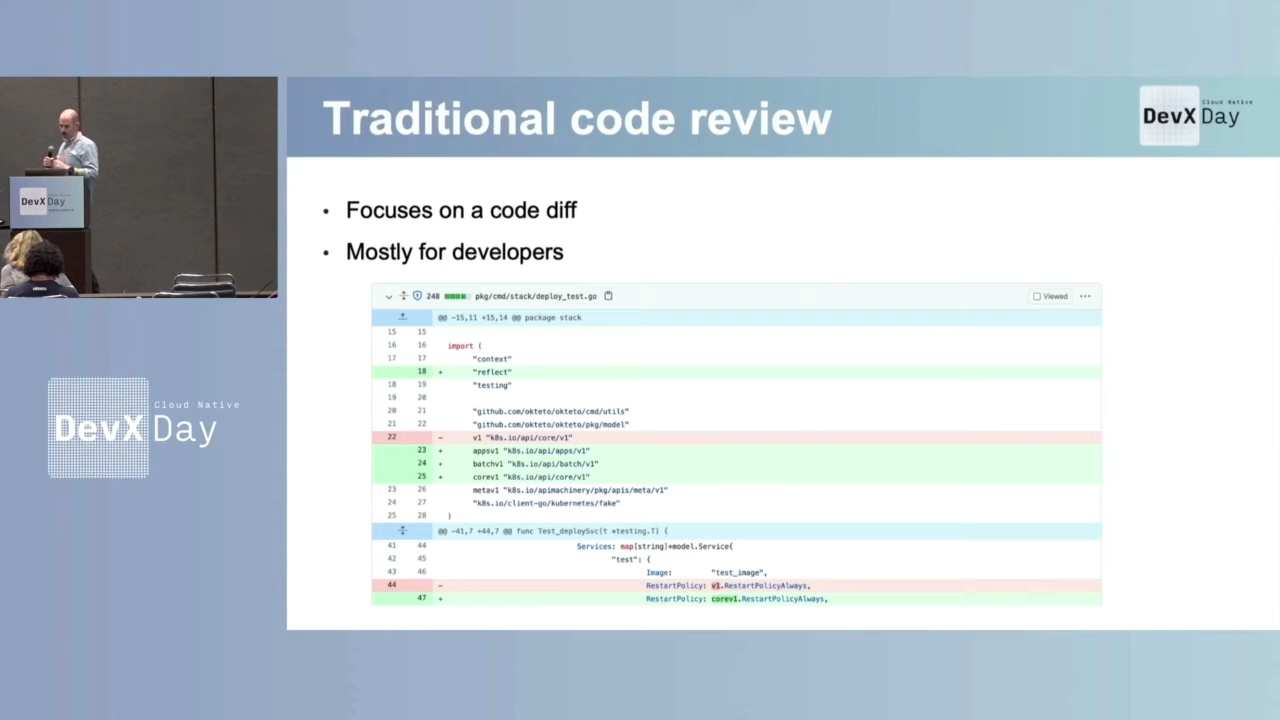 Traditional code review
Cloud Native
DevX Day
• Focuses on a code diff
• Mostly for developers
248 pkg/cmd/stack/deploy_test.go Viewed ...
@@ -15,11 +15,14 @@ package stack
15 15
16 16 import (
17 17 "context"
18 + "reflect"
18 19 "testing"
19 20
20 21 "github.com/okteto/okteto/cmd/utils"
21 22 "github.com/okteto/okteto/pkg/model"
22 - v1 "k8s.io/api/core/v1"
23 + appsv1 "k8s.io/api/apps/v1"
24 + batchv1 "k8s.io/api/batch/v1"
25 + corev1 "k8s.io/api/core/v1"
23 26 metav1 "k8s.io/apimachinery/pkg/apis/meta/v1"
24 27 "k8s.io/client-go/kubernetes/fake"
25 28 )
@@ -41,7 +44,7 @@ func Test_deploySvc(t *testing.T) {
41 44 Services: map[string]*model.Service{
42 45 "test": {
43 46 Image: "test_image",
44 - RestartPolicy: v1.RestartPolicyAlways,
47 + RestartPolicy: corev1.RestartPolicyAlways,
DevX Day
okteto
Cloud Native
DevX Day